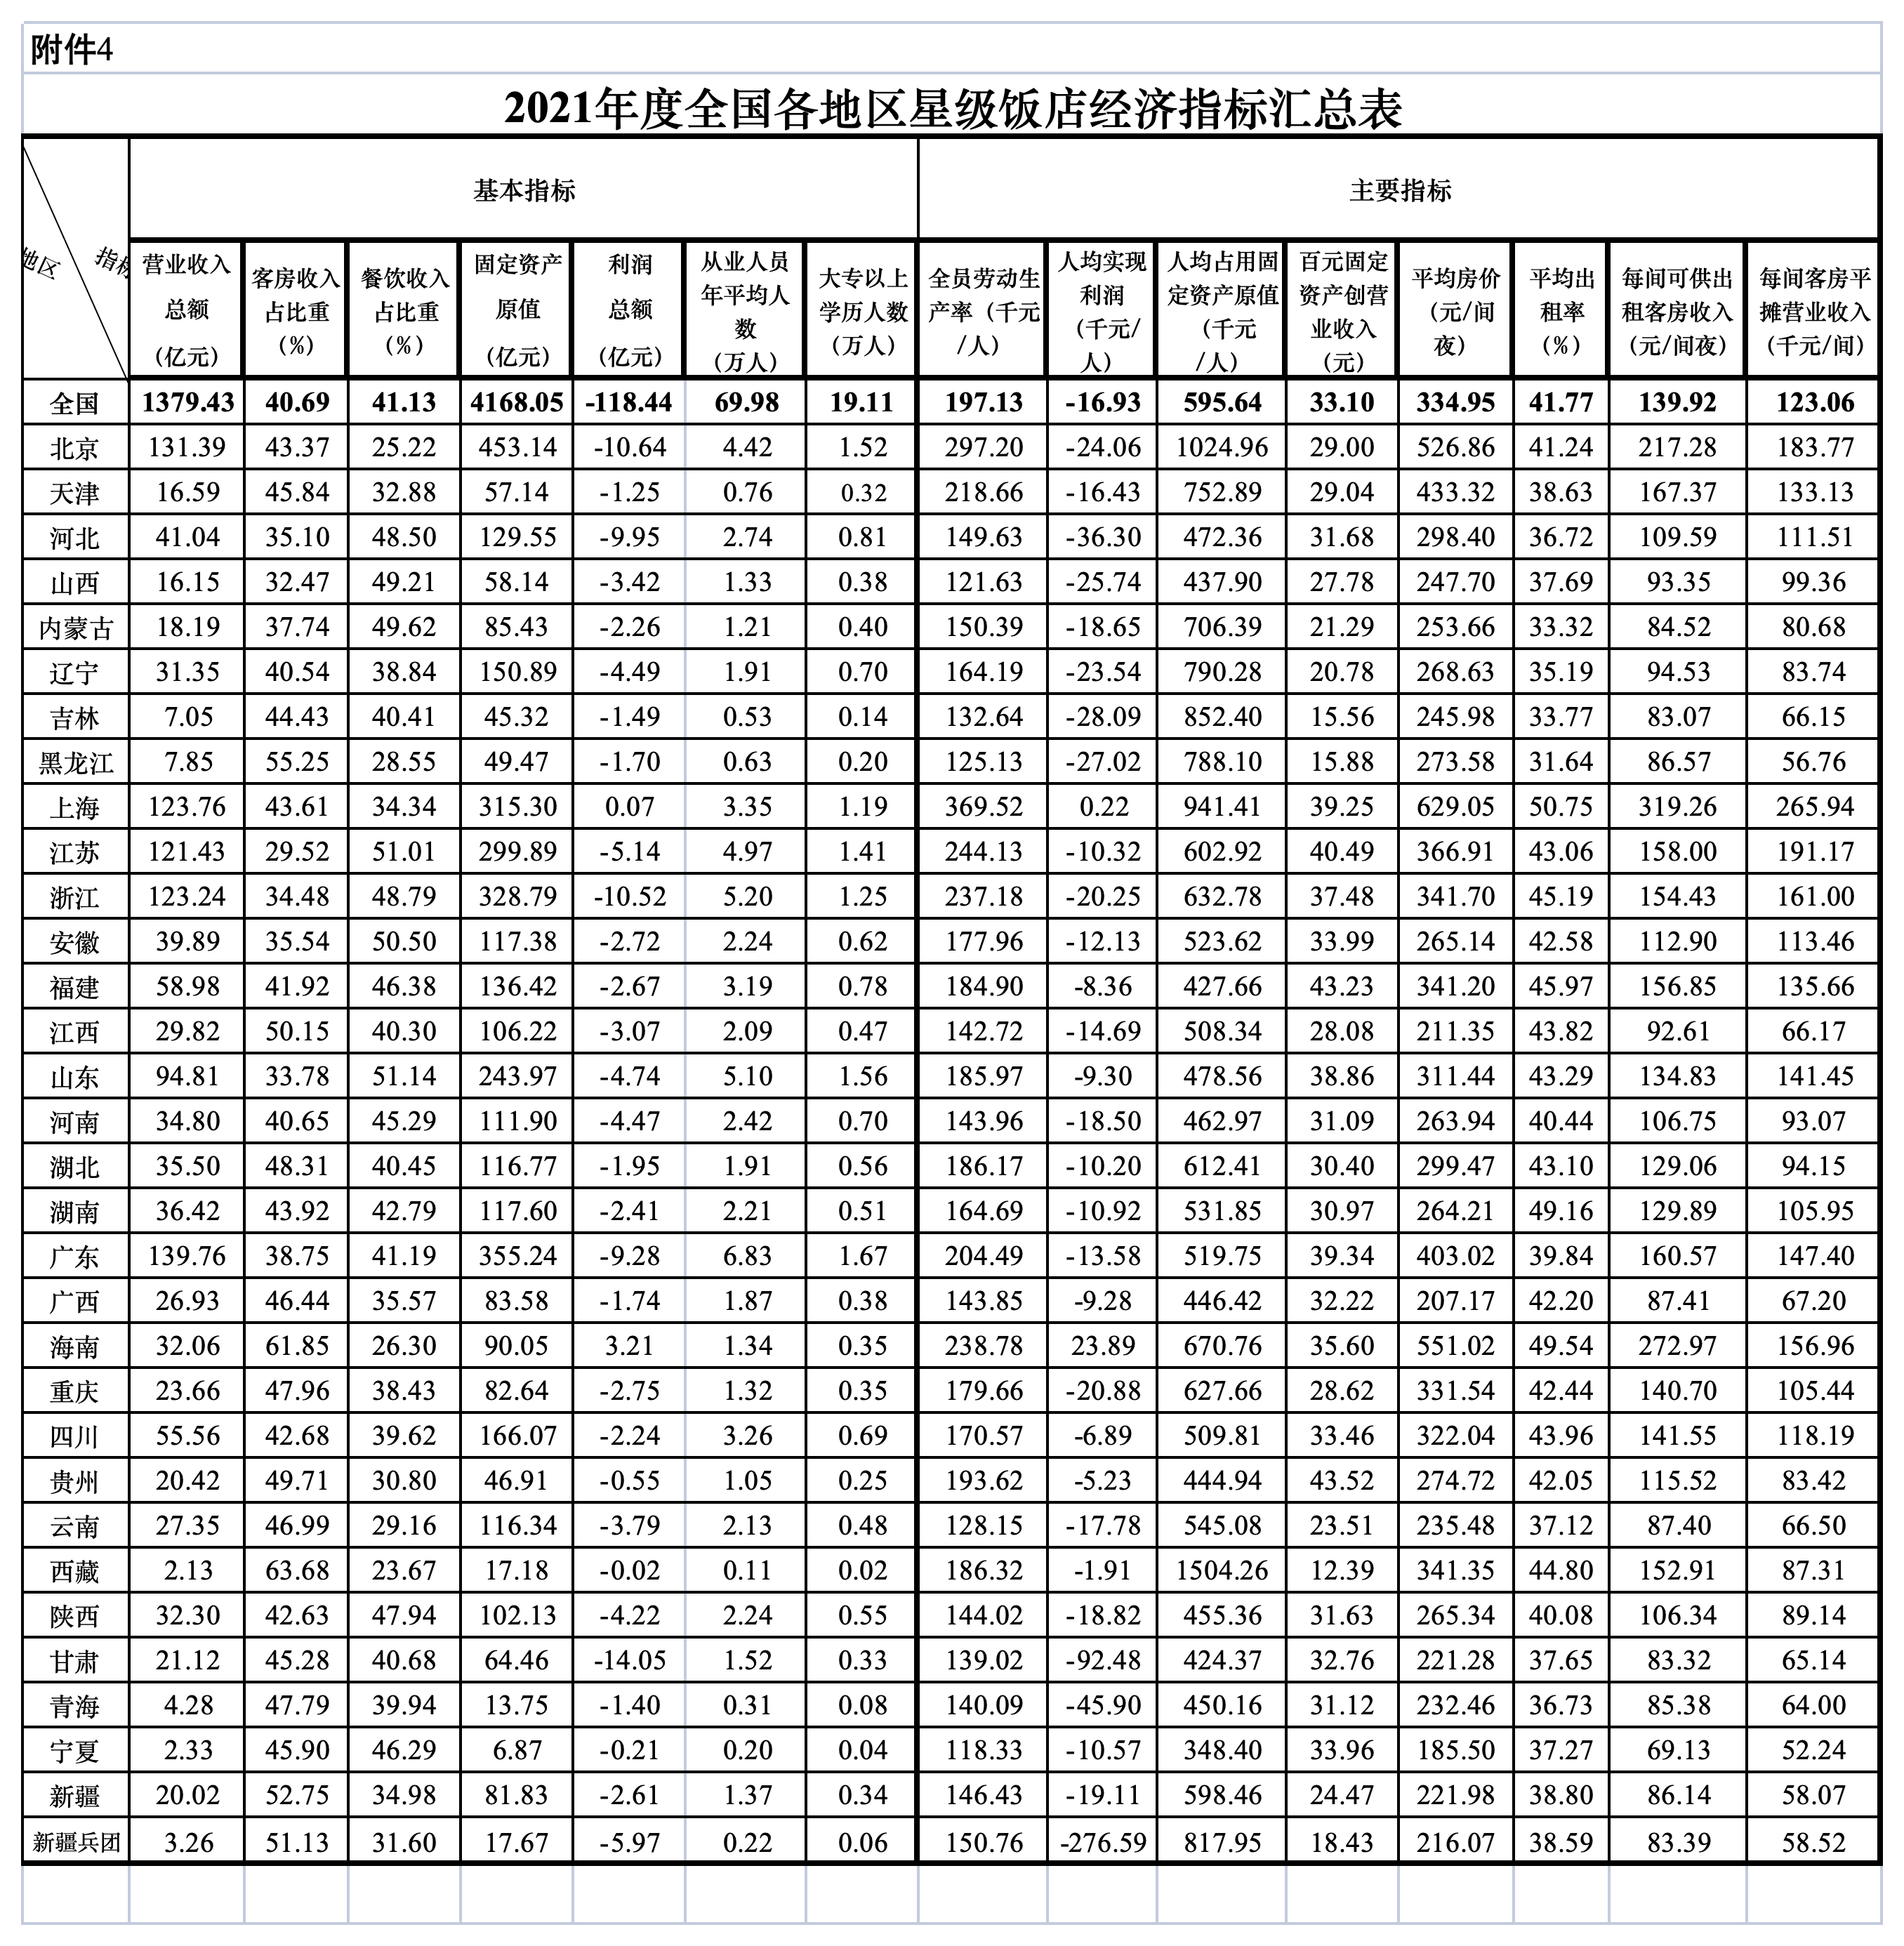 附件4
2021年度全国各地区星级饭店经济指标汇总表
地区 指标 基本指标 主要指标
营业收入总额(亿元) 客房收入占比重(%) 餐饮收入占比重(%) 固定资产原值(亿元) 利润总额(亿元) 从业人员年平均人数(万人) 大专以上学历人数(万人) 全员劳动生产率(千元/人) 人均实现利润(千元/人) 人均占用固定资产原值(千元/人) 百元固定资产创营业收入(元) 平均房价(元/间夜) 平均出租率(%) 每间可供出租客房收入(元/间夜) 每间客房平摊营业收入(千元/间)
全国 1379.43 40.69 41.13 4168.05 -118.44 69.98 19.11 197.13 -16.93 595.64 33.10 334.95 41.77 139.92 123.06
北京 131.39 43.37 25.22 453.14 -10.64 4.42 1.52 297.20 -24.06 1024.96 29.00 526.86 41.24 217.28 183.77
天津 16.59 45.84 32.88 57.14 -1.25 0.76 0.32 218.66 -16.43 752.89 29.04 433.32 38.63 167.37 133.13
河北 41.04 35.10 48.50 129.55 -9.95 2.74 0.81 149.63 -36.30 472.36 31.68 298.40 36.72 109.59 111.51
山西 16.15 32.47 49.21 58.14 -3.42 1.33 0.38 121.63 -25.74 437.90 27.78 247.70 37.69 93.35 99.36
内蒙古 18.19 37.74 49.62 85.43 -2.26 1.21 0.40 150.39 -18.65 706.39 21.29 253.66 33.32 84.52 80.68
辽宁 31.35 40.54 38.84 150.89 -4.49 1.91 0.70 164.19 -23.54 790.28 20.78 268.63 35.19 94.53 83.74
吉林 7.05 44.43 40.41 45.32 -1.49 0.53 0.14 132.64 -28.09 852.40 15.56 245.98 33.77 83.07 66.15
黑龙江 7.85 55.25 28.55 49.47 -1.70 0.63 0.20 125.13 -27.02 788.10 15.88 273.58 31.64 86.57 56.76
上海 123.76 43.61 34.34 315.30 0.07 3.35 1.19 369.52 0.22 941.41 39.25 629.05 50.75 319.26 265.94
江苏 121.43 29.52 51.01 299.89 -5.14 4.97 1.41 244.13 -10.32 602.92 40.49 366.91 43.06 158.00 191.17
浙江 123.24 34.48 48.79 328.79 -10.52 5.20 1.25 237.18 -20.25 632.78 37.48 341.70 45.19 154.43 161.00
安徽 39.89 35.54 50.50 117.38 -2.72 2.24 0.62 177.96 -12.13 523.62 33.99 265.14 42.58 112.90 113.46
福建 58.98 41.92 46.38 136.42 -2.67 3.19 0.78 184.90 -8.36 427.66 43.23 341.20 45.97 156.85 135.66
江西 29.82 50.15 40.30 106.22 -3.07 2.09 0.47 142.72 -14.69 508.34 28.08 211.35 43.82 92.61 66.17
山东 94.81 33.78 51.14 243.97 -4.74 5.10 1.56 185.97 -9.30 478.56 38.86 311.44 43.29 134.83 141.45
河南 34.80 40.65 45.29 111.90 -4.47 2.42 0.70 143.96 -18.50 462.97 31.09 263.94 40.44 106.75 93.07
湖北 35.50 48.31 40.45 116.77 -1.95 1.91 0.56 186.17 -10.20 612.41 30.40 299.47 43.10 129.06 94.15
湖南 36.42 43.92 42.79 117.60 -2.41 2.21 0.51 164.69 -10.92 531.85 30.97 264.21 49.16 129.89 105.95
广东 139.76 38.75 41.19 355.24 -9.28 6.83 1.67 204.49 -13.58 519.75 39.34 403.02 39.84 160.57 147.40
广西 26.93 46.44 35.57 83.58 -1.74 1.87 0.38 143.85 -9.28 446.42 32.22 207.17 42.20 87.41 67.20
海南 32.06 61.85 26.30 90.05 3.21 1.34 0.35 238.78 23.89 670.76 35.60 551.02 49.54 272.97 156.96
重庆 23.66 47.96 38.43 82.64 -2.75 1.32 0.35 179.66 -20.88 627.66 28.62 331.54 42.44 140.70 105.44
四川 55.56 42.68 39.62 166.07 -2.24 3.26 0.69 170.57 -6.89 509.81 33.46 322.04 43.96 141.55 118.19
贵州 20.42 49.71 30.80 46.91 -0.55 1.05 0.25 193.62 -5.23 444.94 43.52 274.72 42.05 115.52 83.42
云南 27.35 46.99 29.16 116.34 -3.79 2.13 0.48 128.15 -17.78 545.08 23.51 235.48 37.12 87.40 66.50
西藏 2.13 63.68 23.67 17.18 -0.02 0.11 0.02 186.32 -1.91 1504.26 12.39 341.35 44.80 152.91 87.31
陕西 32.30 42.63 47.94 102.13 -4.22 2.24 0.55 144.02 -18.82 455.36 31.63 265.34 40.08 106.34 89.14
甘肃 21.12 45.28 40.68 64.46 -14.05 1.52 0.33 139.02 -92.48 424.37 32.76 221.28 37.65 83.32 65.14
青海 4.28 47.79 39.94 13.75 -1.40 0.31 0.08 140.09 -45.90 450.16 31.12 232.46 36.73 85.38 64.00
宁夏 2.33 45.90 46.29 6.87 -0.21 0.20 0.04 118.33 -10.57 348.40 33.96 185.50 37.27 69.13 52.24
新疆 20.02 52.75 34.98 81.83 -2.61 1.37 0.34 146.43 -19.11 598.46 24.47 221.98 38.80 86.14 58.07
新疆兵团 3.26 51.13 31.60 17.67 -5.97 0.22 0.06 150.76 -276.59 817.95 18.43 216.07 38.59 83.39 58.52